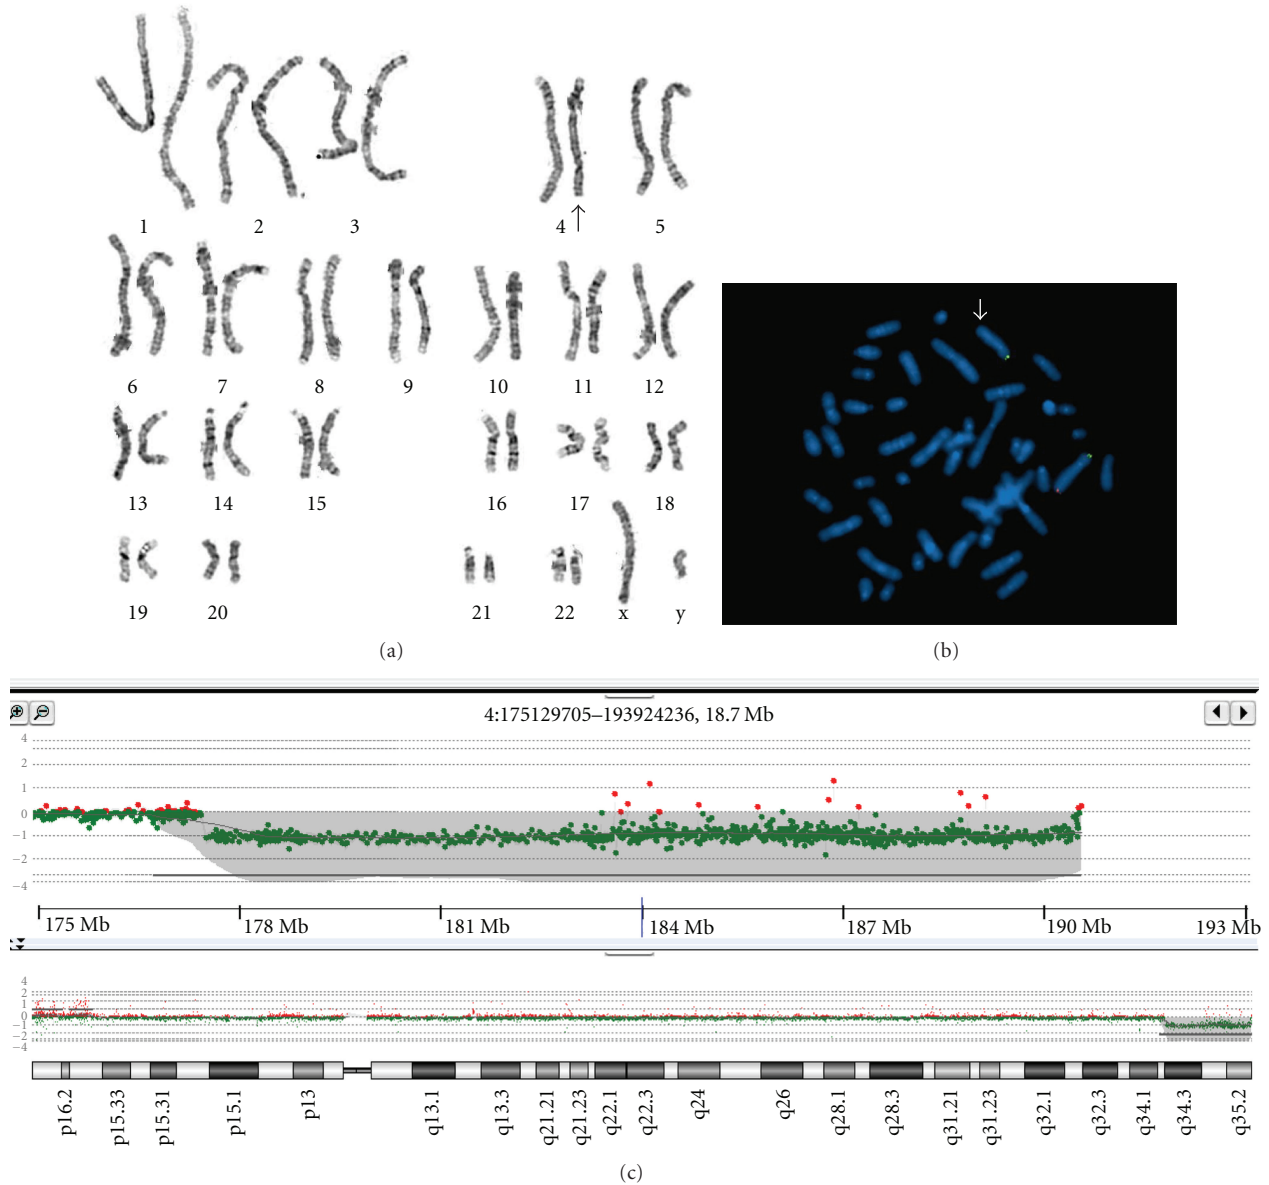 1 2 3 4 5
6 7 8 9 10 11 12
13 14 15 16 17 18
19 20 21 22 x y
(a)
(b)
4:175129705–193924236, 18.7 Mb
4
2
1
0
−1
−2
−4
175 Mb 178 Mb 181 Mb 184 Mb 187 Mb 190 Mb 193 Mb
4
2
1
0
−1
−2
−4
p16.2 p15.33 p15.31 p15.1 p13 q13.1 q13.3 q21.21 q21.23 q22.1 q22.3 q24 q26 q28.1 q28.3 q31.21 q31.23 q32.1 q32.3 q34.1 q34.3 q35.2
(c)